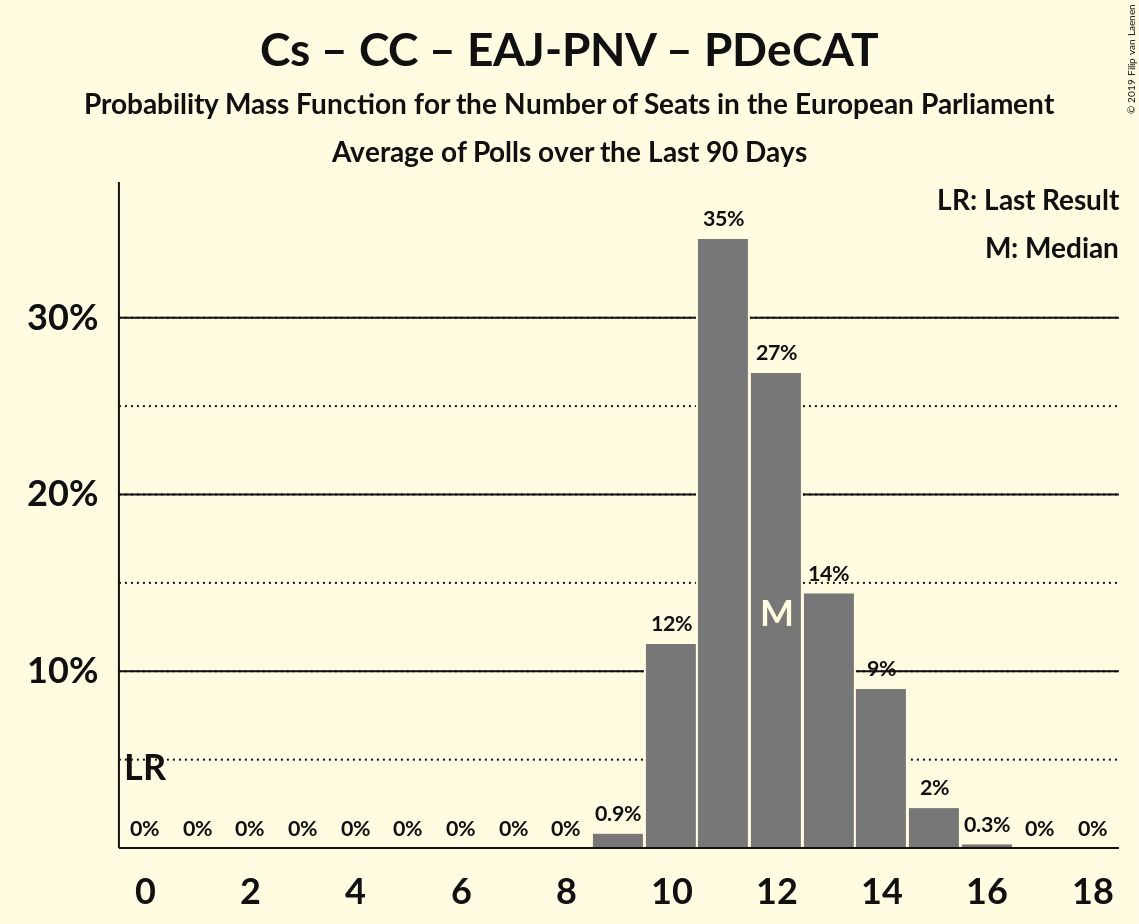 Cs – CC – EAJ-PNV – PDeCAT
Probability Mass Function for the Number of Seats in the European Parliament
Average of Polls over the Last 90 Days
© 2019 Filip van Laenen
LR: Last Result
M: Median
35%
30%
27%
20%
14%
M
12%
10%
9%
LR
2%
0% 0% 0% 0% 0% 0% 0% 0% 0% 0.9% 0.3% 0% 0%
0 2 4 6 8 10 12 14 16 18